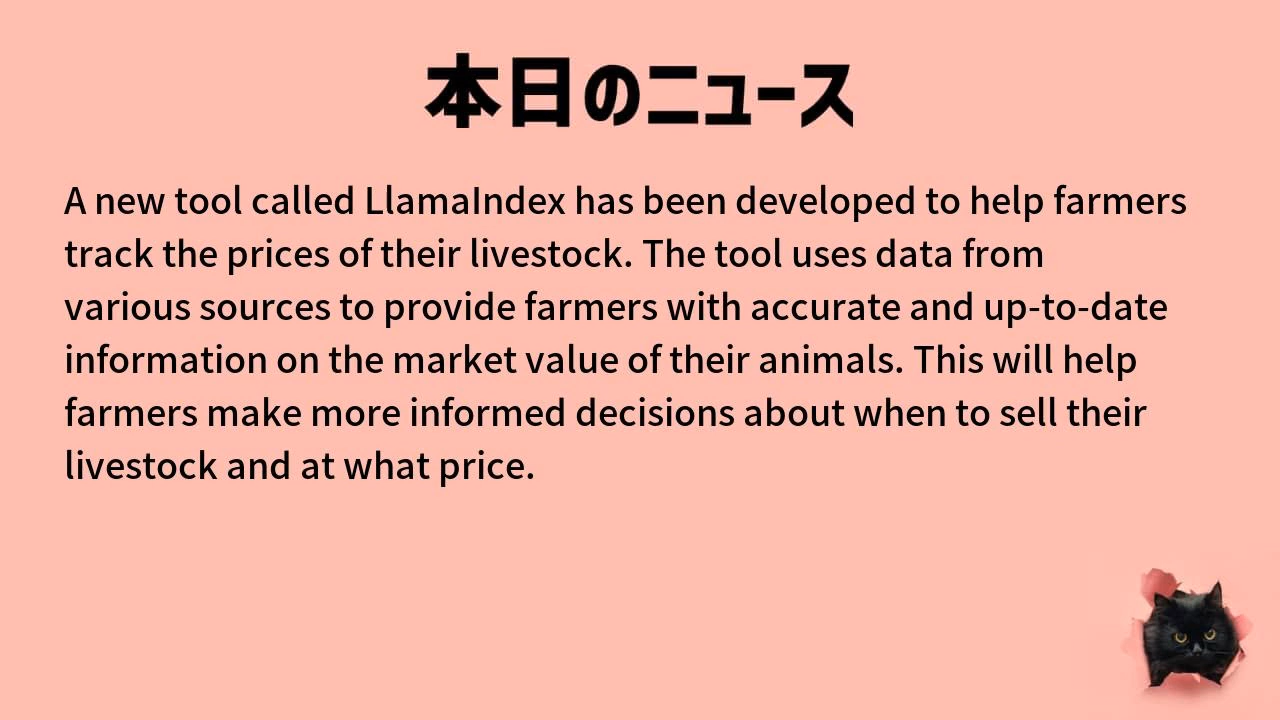 本日のニュース
A new tool called LlamaIndex has been developed to help farmers
track the prices of their livestock. The tool uses data from
various sources to provide farmers with accurate and up-to-date
information on the market value of their animals. This will help
farmers make more informed decisions about when to sell their
livestock and at what price.